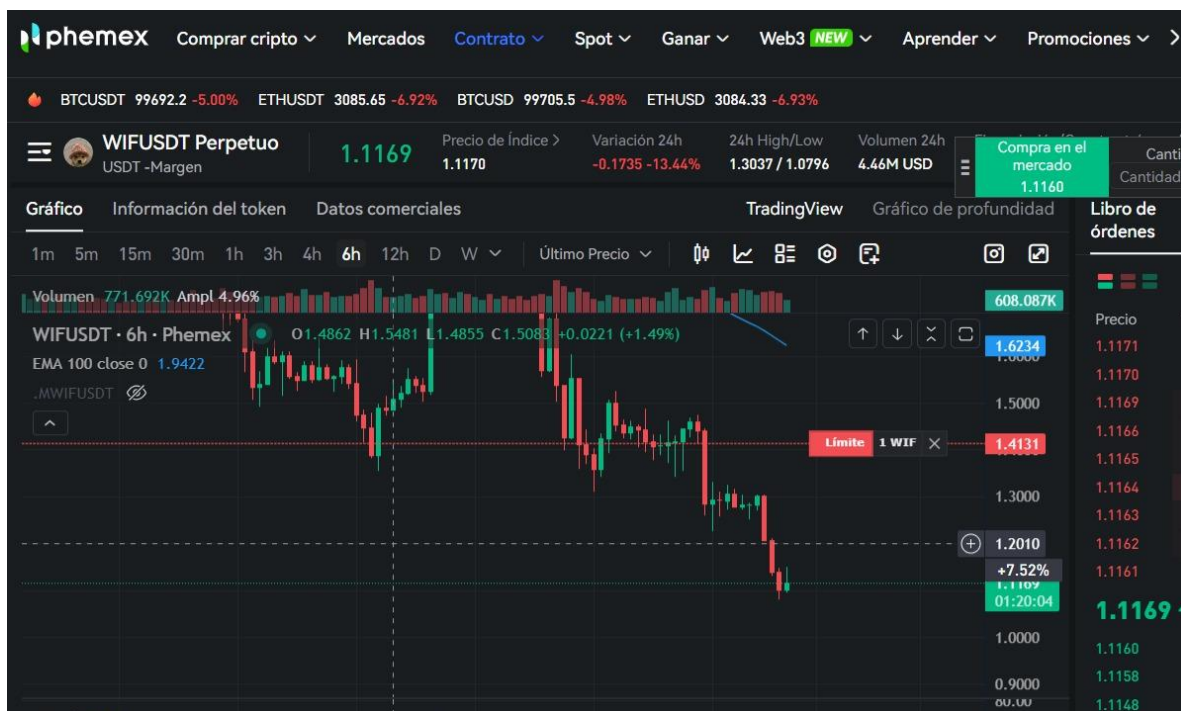 phemex Comprar cripto Mercados Contrato Spot Ganar Web3 NEW Aprender Promociones
BTCUSDT 99692.2 -5.00% ETHUSDT 3085.65 -6.92% BTCUSD 99705.5 -4.98% ETHUSD 3084.33 -6.93%
WIFUSDT Perpetuo
USDT -Margen
1.1169
Precio de Índice >
1.1170
Variación 24h
-0.1735 -13.44%
24h High/Low
1.3037 / 1.0796
Volumen 24h
4.46M USD
Compra en el
mercado
1.1160
Canti
Cantidad
Gráfico Información del token Datos comerciales TradingView Gráfico de profundidad
Libro de
órdenes
1m 5m 15m 30m 1h 3h 4h 6h 12h D W Último Precio
Volumen 771.692K Ampl 4.96%
608.087K
WIFUSDT · 6h · Phemex O1.4862 H1.5481 L1.4855 C1.5083 +0.0221 (+1.49%)
EMA 100 close 0 1.9422
.MWIFUSDT
1.6234
1.6000
1.5000
Límite 1 WIF
1.4131
1.3000
1.2010
+7.52%
1.1169
01:20:04
1.0000
0.9000
80.00
Precio
1.1171
1.1170
1.1169
1.1166
1.1165
1.1164
1.1163
1.1162
1.1161
1.1169
1.1160
1.1158
1.1148